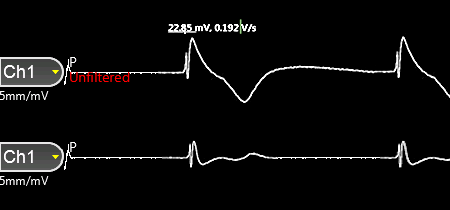 22.85 mV, 0.192 V/s
P
Ch1
Unfiltered
5mm/mV
P
Ch1
5mm/mV